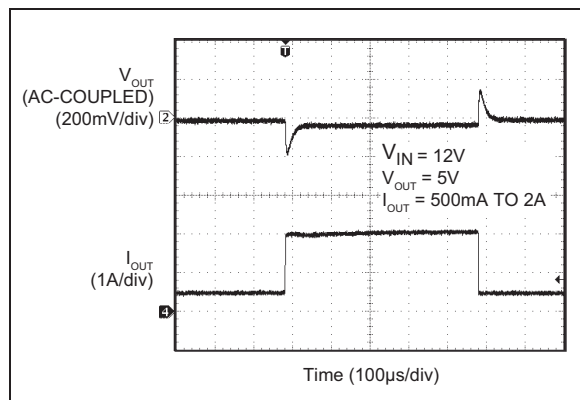 T
V_OUT
(AC-COUPLED)
(200mV/div)
2
V_IN = 12V
V_OUT = 5V
I_OUT = 500mA TO 2A
I_OUT
(1A/div)
4
Time (100µs/div)